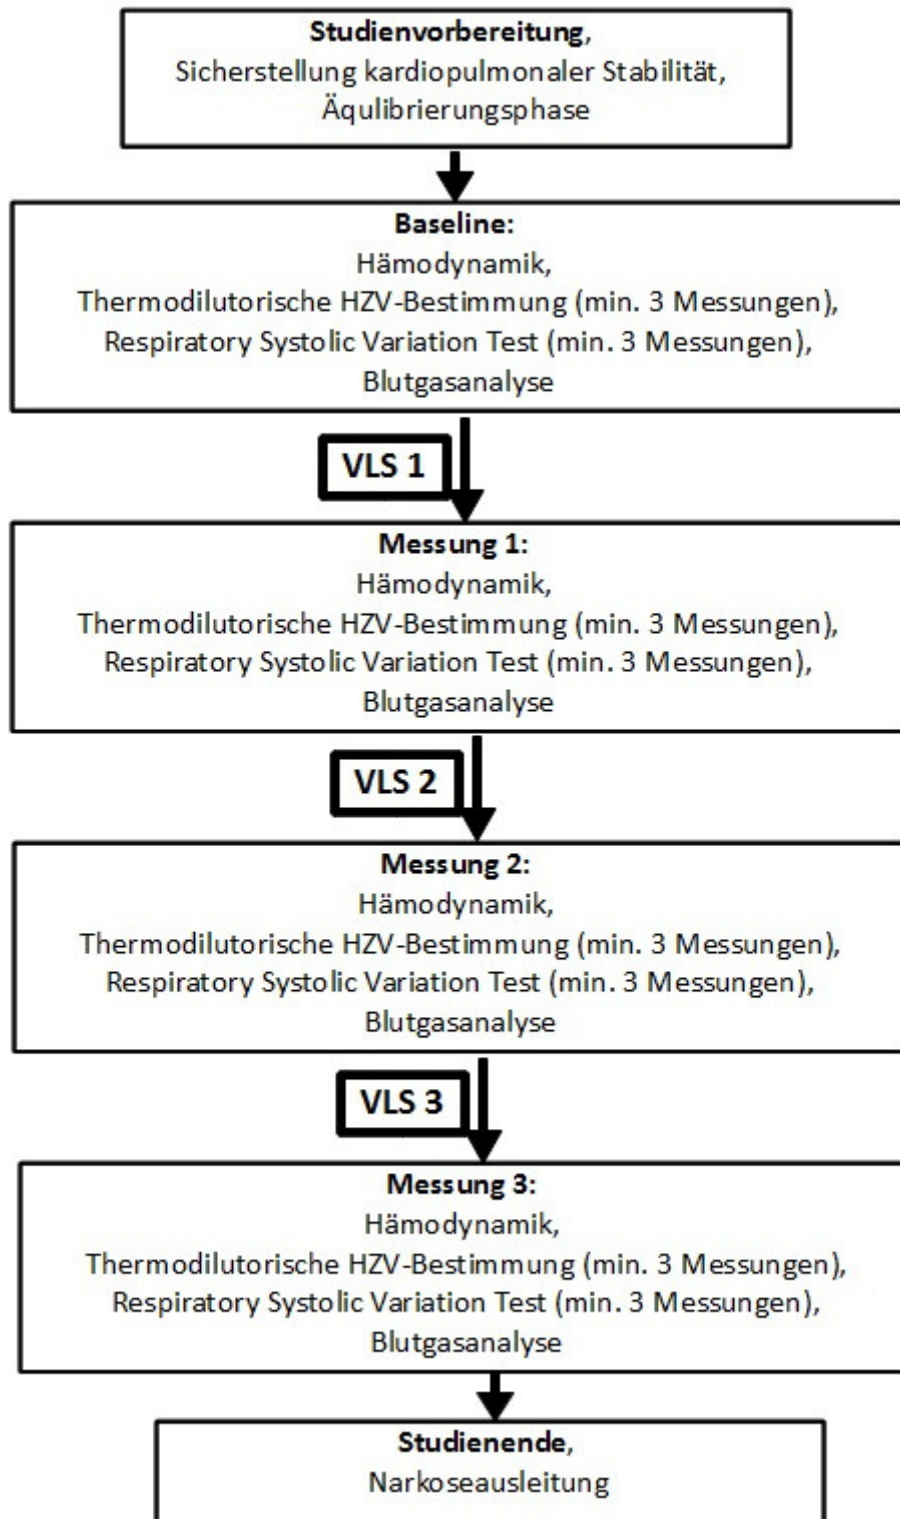 Studienvorbereitung,
Sicherstellung kardiopulmonaler Stabilität,
Äqulibrierungsphase
Baseline:
Hämodynamik,
Thermodilutorische HZV-Bestimmung (min. 3 Messungen),
Respiratory Systolic Variation Test (min. 3 Messungen),
Blutgasanalyse
VLS 1
Messung 1:
Hämodynamik,
Thermodilutorische HZV-Bestimmung (min. 3 Messungen),
Respiratory Systolic Variation Test (min. 3 Messungen),
Blutgasanalyse
VLS 2
Messung 2:
Hämodynamik,
Thermodilutorische HZV-Bestimmung (min. 3 Messungen),
Respiratory Systolic Variation Test (min. 3 Messungen),
Blutgasanalyse
VLS 3
Messung 3:
Hämodynamik,
Thermodilutorische HZV-Bestimmung (min. 3 Messungen),
Respiratory Systolic Variation Test (min. 3 Messungen),
Blutgasanalyse
Studienende,
Narkoseausleitung